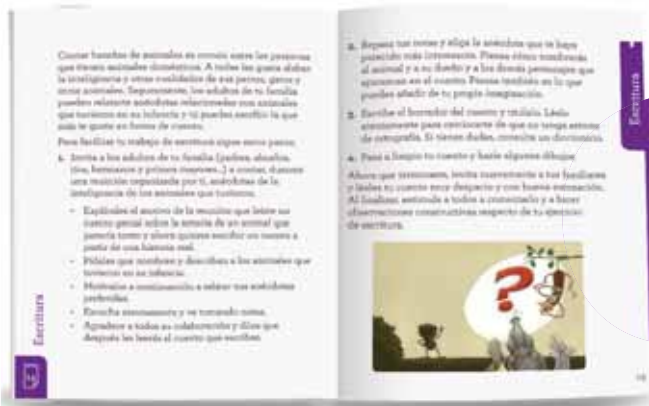 Contar hazañas de animales es común entre las personas
que tienen animales domésticos. A todos les gusta alabar
la inteligencia y otras cualidades de sus perros, gatos y
otros animales. Seguramente, los adultos de tu familia
pueden relatarte anécdotas relacionadas con animales
que tuvieron en su infancia y tú puedes escribir la que
más te guste en forma de cuento.
Para facilitar tu trabajo de escritura sigue estos pasos:
1. Invita a los adultos de tu familia (padres, abuelos,
tíos, hermanos y primos mayores...) a contar, durante
una reunión organizada por ti, anécdotas de la
inteligencia de los animales que tuvieron.
• Explícales el motivo de la reunión: que leíste un
cuento genial sobre la astucia de un animal que
parecía tonto y ahora quieres escribir un cuento a
partir de una historia real.
• Pídeles que nombren y describan a los animales que
tuvieron en su infancia.
• Motívalos a continuación a relatar sus anécdotas
preferidas.
• Escucha atentamente y ve tomando notas.
• Agradece a todos su colaboración y diles que
después les leerás el cuento que escribas.
Escritura
2. Repasa tus notas y elige la anécdota que te haya
parecido más interesante. Piensa cómo nombrarás
al animal y a su dueño y a los demás personajes que
aparezcan en el cuento. Piensa también en lo que
puedes añadir de tu propia imaginación.
3. Escribe el borrador del cuento y titúlalo. Léelo
atentamente para cerciorarte de que no tenga errores
de ortografía. Si tienes dudas, consulta un diccionario.
4. Pasa a limpio tu cuento y hazle algunos dibujos.
Ahora que terminaste, invita nuevamente a tus familiares
y léeles tu cuento muy despacio y con buena entonación.
Al finalizar, anímalos a todos a comentarlo y a hacer
observaciones constructivas respecto de tu ejercicio
de escritura.
?
Escritura